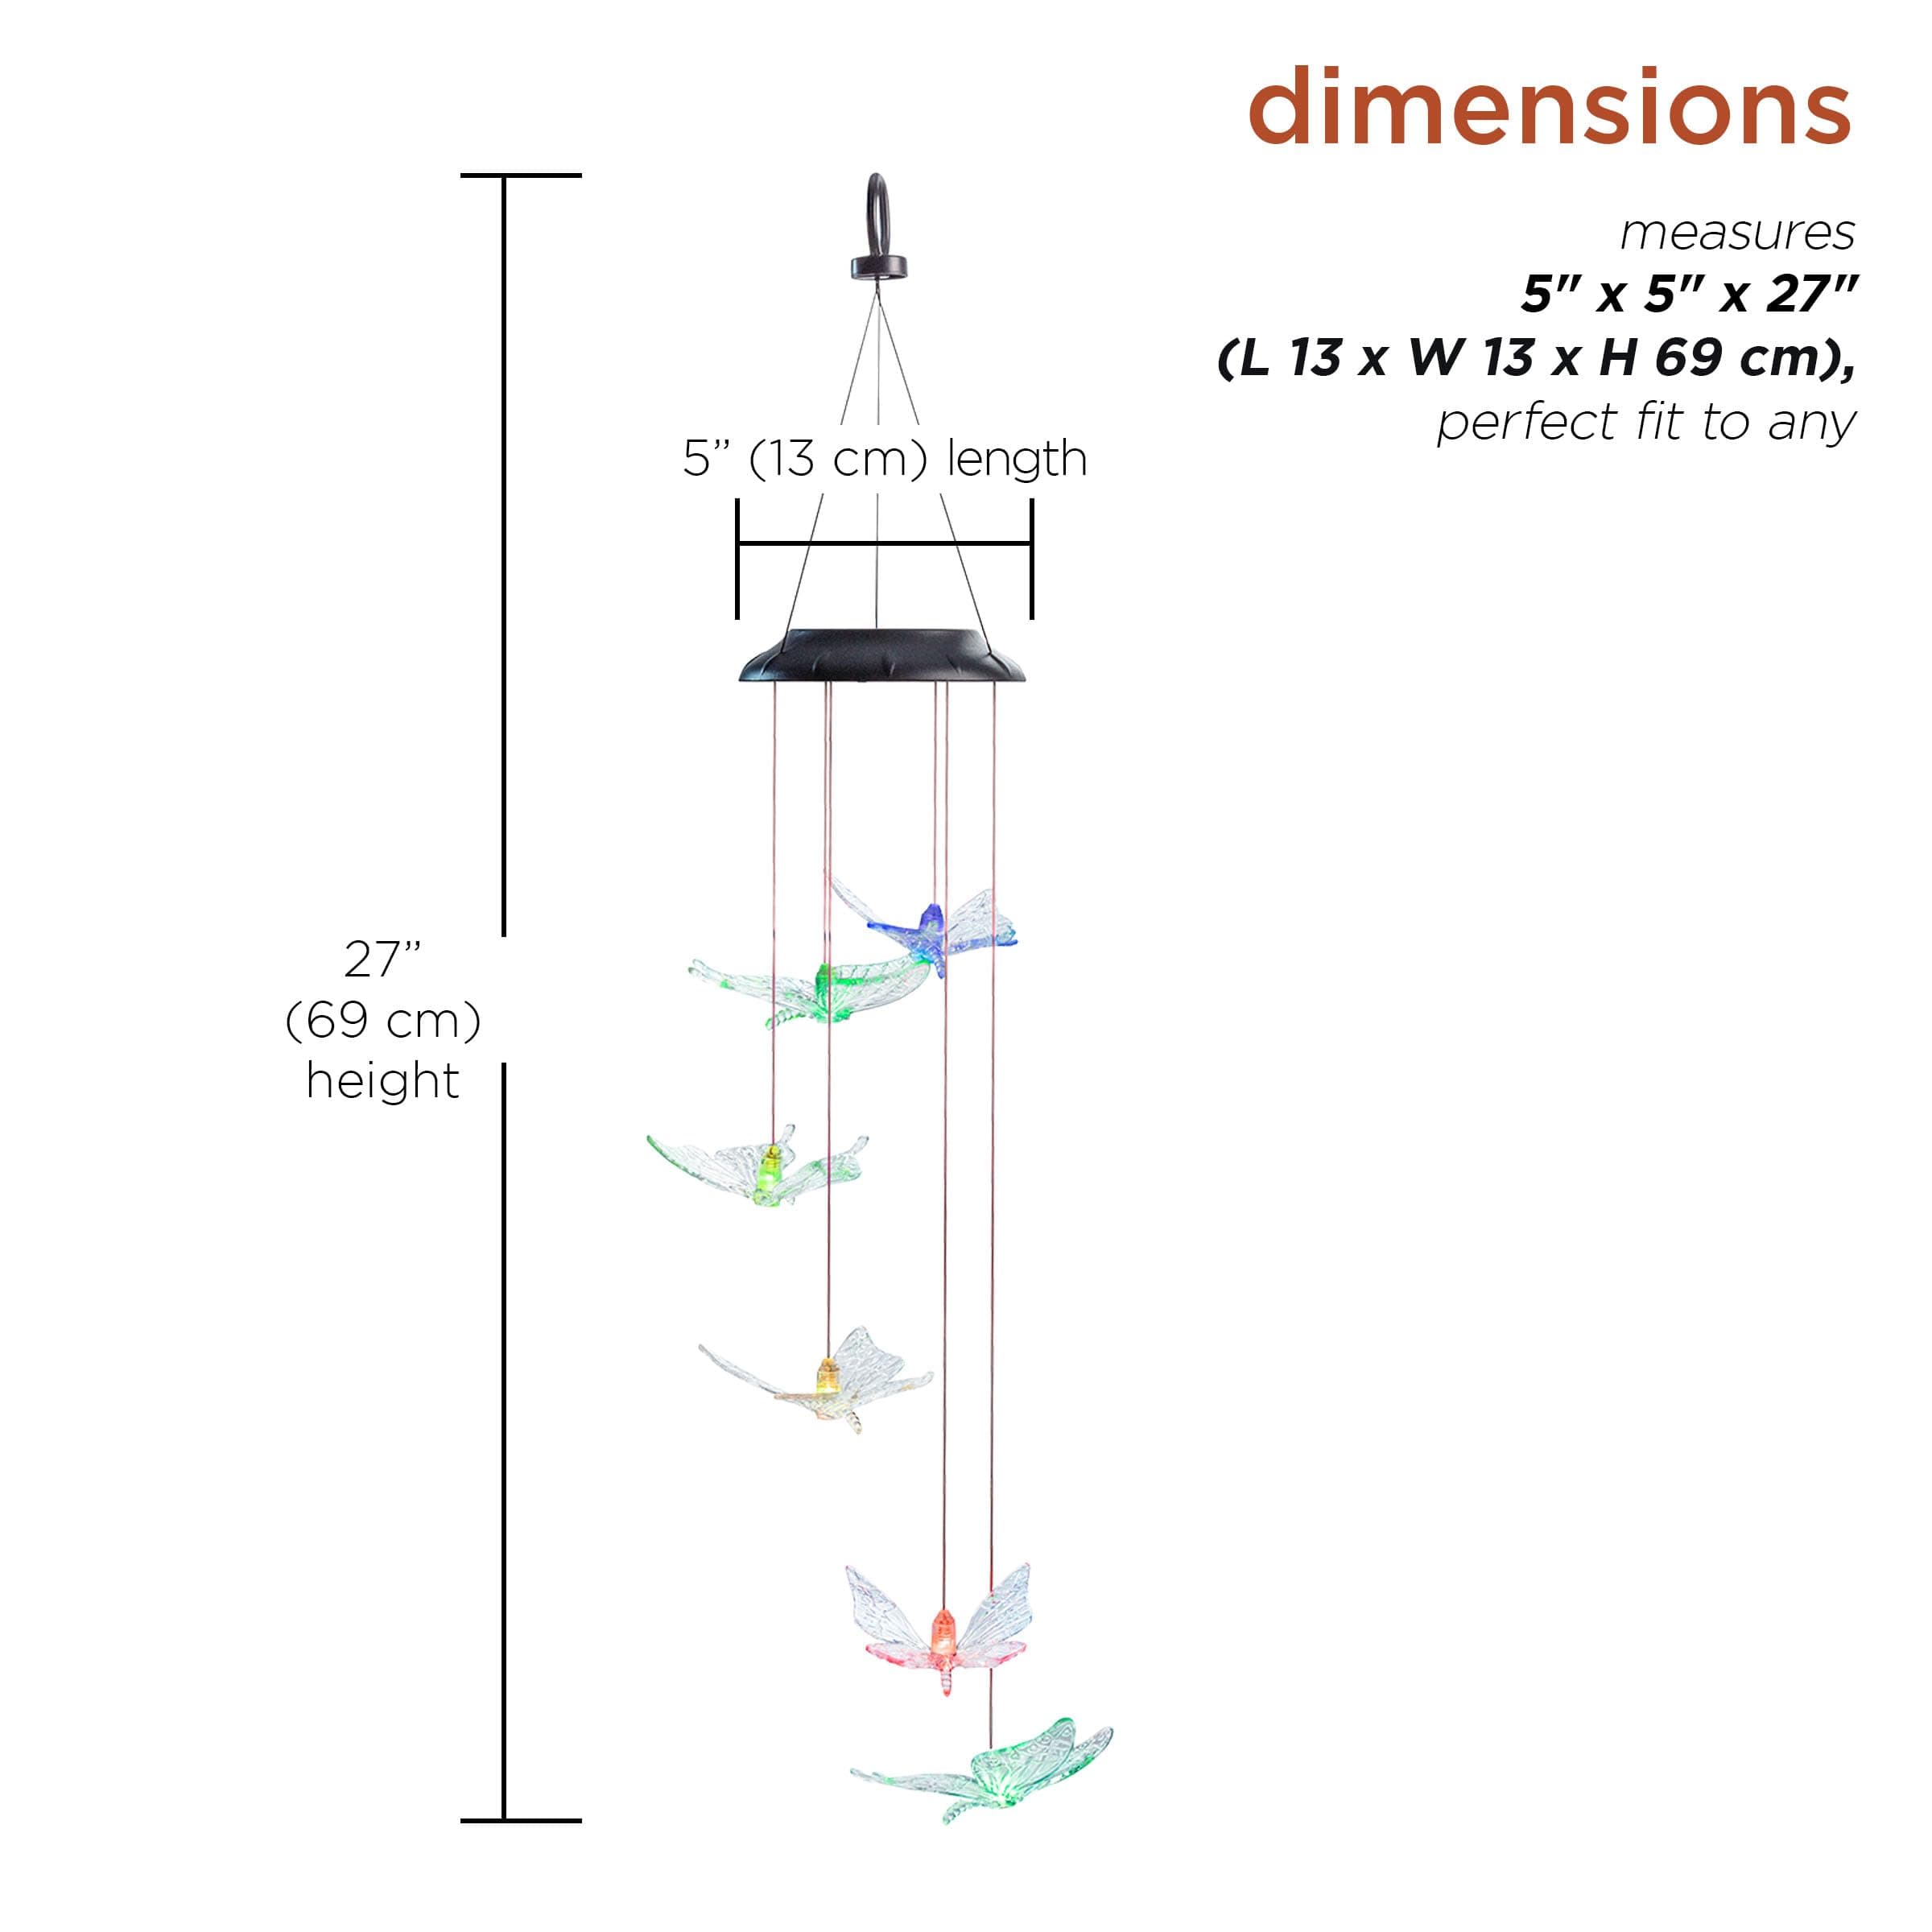 dimensions
measures
5" x 5" x 27"
(L 13 x W 13 x H 69 cm),
perfect fit to any
5” (13 cm) length
27”
(69 cm)
height